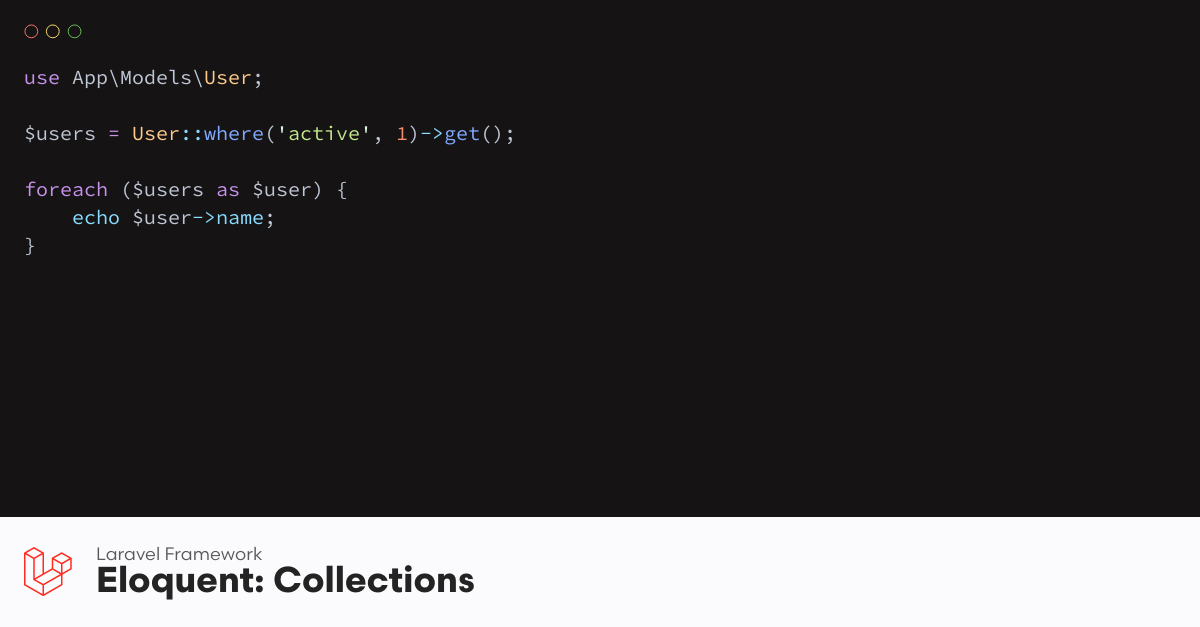 use App\Models\User;
$users = User::where('active', 1)->get();
foreach ($users as $user) {
    echo $user->name;
}
Laravel Framework
Eloquent: Collections